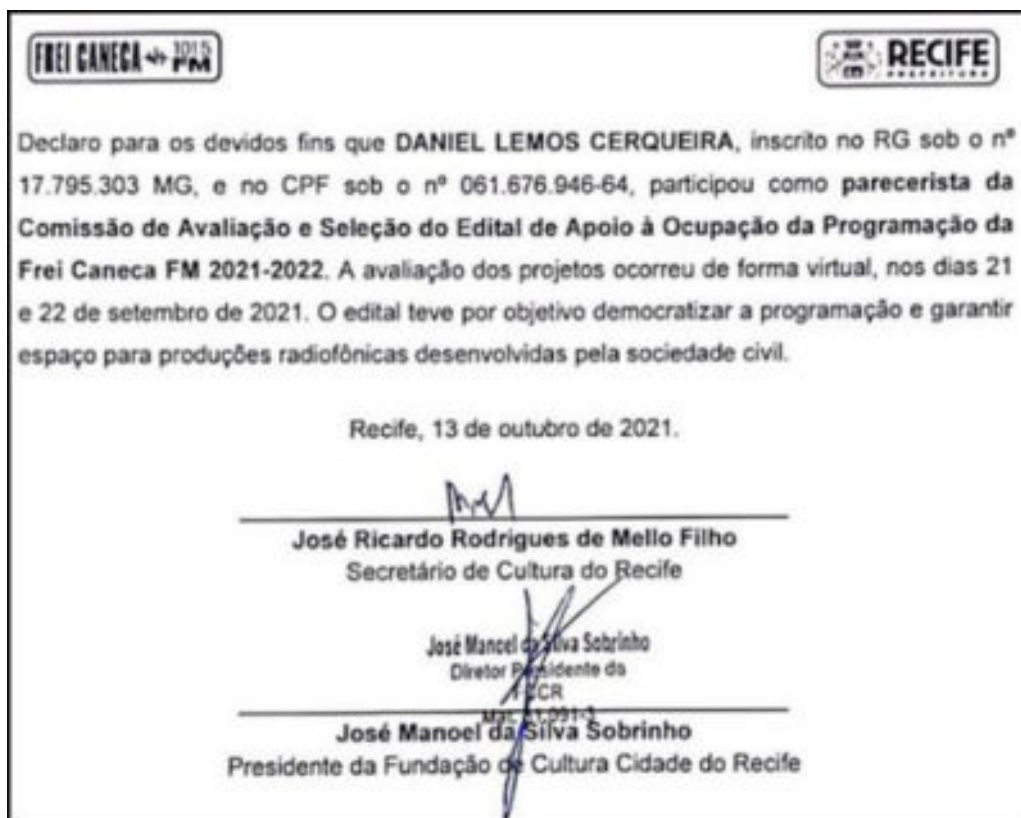 FREI CANECA 101.5 FM
RECIFE
PREFEITURA
Declaro para os devidos fins que DANIEL LEMOS CERQUEIRA, inscrito no RG sob o nº
17.795.303 MG, e no CPF sob o nº 061.676.946-64, participou como parecerista da
Comissão de Avaliação e Seleção do Edital de Apoio à Ocupação da Programação da
Frei Caneca FM 2021-2022. A avaliação dos projetos ocorreu de forma virtual, nos dias 21
e 22 de setembro de 2021. O edital teve por objetivo democratizar a programação e garantir
espaço para produções radiofônicas desenvolvidas pela sociedade civil.
Recife, 13 de outubro de 2021.
José Ricardo Rodrigues de Mello Filho
Secretário de Cultura do Recife
José Manoel da Silva Sobrinho
Diretor Presidente da
FCCR
José Manoel da Silva Sobrinho
Presidente da Fundação de Cultura Cidade do Recife